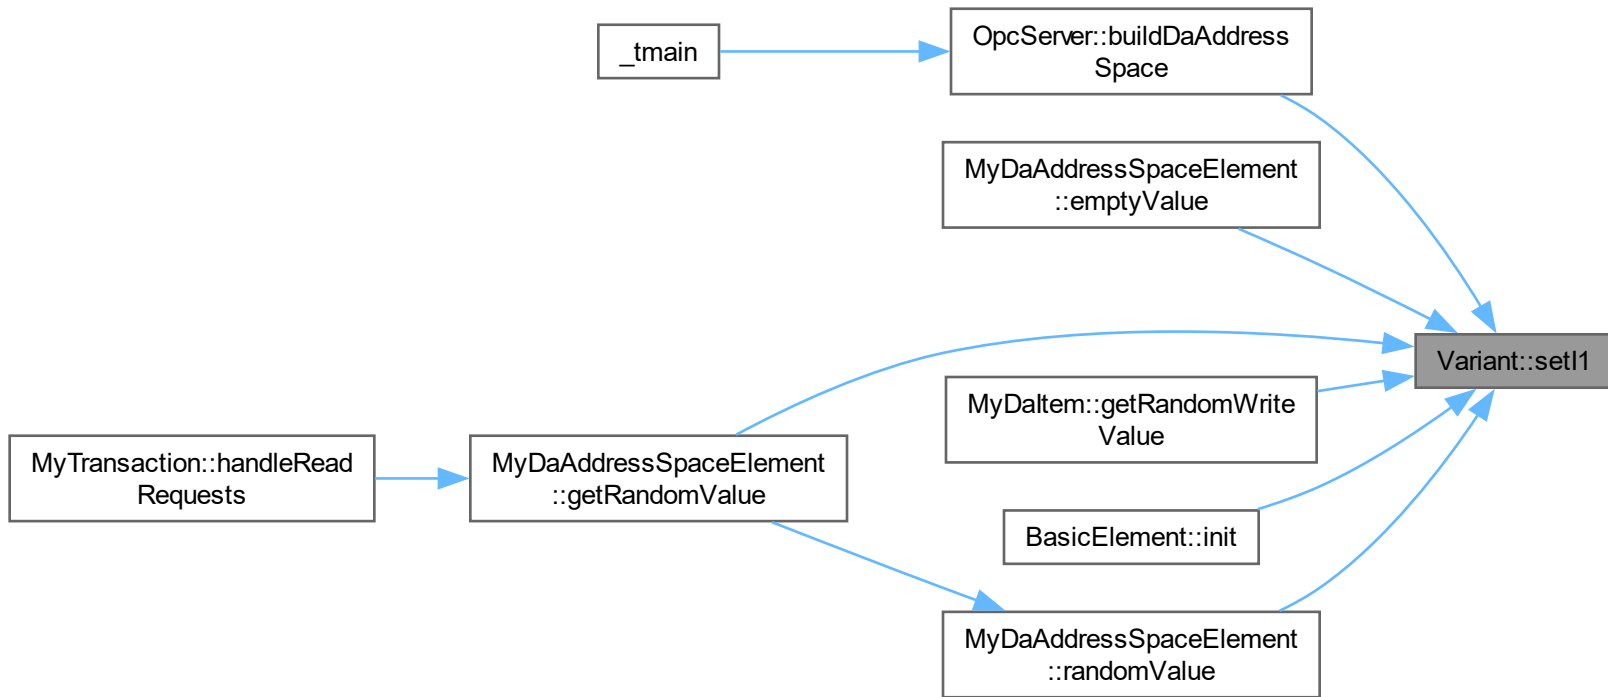 _tmain
OpcServer::buildDaAddress
Space
MyDaAddressSpaceElement
::emptyValue
Variant::setI1
MyDaItem::getRandomWrite
Value
MyTransaction::handleRead
Requests
MyDaAddressSpaceElement
::getRandomValue
BasicElement::init
MyDaAddressSpaceElement
::randomValue